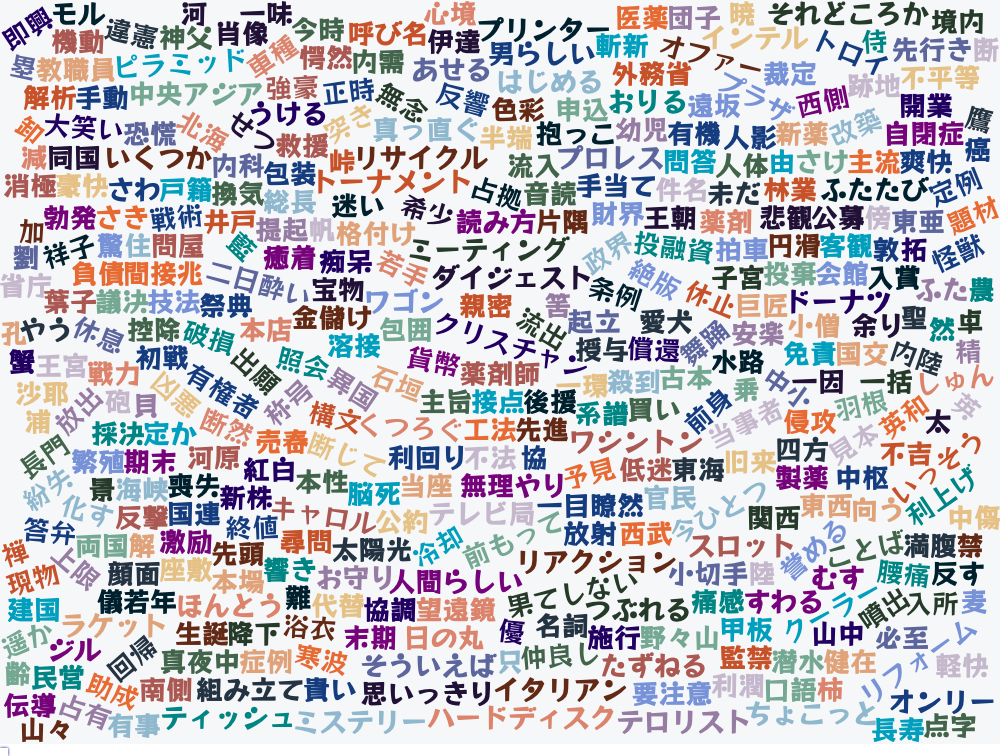 即興 モル 違憲 神父 河 肖像 一味 今時 呼び名 心境 伊達 プリンター 医薬 団子 暁 それどころか 境内
機動 車種 愕然 内需 男らしい 斬新 オファー インテル トロイ 侍 先行き 断
塁 教職員 ピラミッド 強豪 正時 あせる はじめる 外務省 プラザ 裁定 跡地 不平等
解析 手動 中央アジア うける 無念 反響 色彩 申込 おりる 遠坂 西側 開業 鷹
卸 大笑い 恐慌 北海 せつ 救援 突き 真っ直ぐ 半端 抱っこ 幼児 有機 人影 新薬 改築 自閉症 癌
減 同国 いくつか 内科 包装 峠 リサイクル 流入 プロレス 問答 人体 由 さけ 主流 爽快
消極 豪快 さわ 戸籍 換気 総長 トーナメント 占拠 音読 手当て 件名 未だ 林業 ふたたび 定例
加 勃発 さき 戦術 井戸 提起 帆 迷い 格付け 希少 読み方 片隅 財界 王朝 薬剤 悲観 公募 傍 東亜 題材
劉 祥子 驚 住 問屋 藍 癒着 痴呆 若手 ミーティング 政界 投融資 拍車 円滑 客観 敦 拓 怪獣
省庁 負債 間接 兆 二日酔い 宝物 ワゴン ダイジェスト 条例 絶版 休止 子宮 投棄 会館 入賞 ふた 農
葉子 議決 技法 祭典 金儲け 親密 筈 流出 起立 愛犬 巨匠 ドーナツ 聖 然 卓
孔 やう 休息 控除 破損 本店 溶接 包囲 クリスチャン 授与 償還 舞踊 安楽 小僧 余り 精
蟹 王宮 戦力 初戦 出願 照会 異国 貨幣 薬剤師 一環 殺到 古本 水路 免責 国交 内陸
沙耶 浦 放出 砲 貝 凶悪 有権者 称号 石垣 主旨 接点 後援 系譜 買い 前身 乗 中少 一因 一括 しゅん
長門 採決 定か 断然 売春 構文 断じて くつろぐ 工法 先進 ワシントン 当事者 侵攻 羽根 英和 太 英
繁殖 期末 河原 紅白 本性 利回り 不法 協 予見 低迷 東海 旧来 四方 見本 不吉 いっそう
紛失 化す 景 海峡 喪失 新株 脳死 当座 無理やり 一目瞭然 官民 今ひとつ 製薬 中枢 利上げ
答弁 反撃 国連 終値 キャロル 公約 テレビ局 前もって 放射 西武 関西 東西 向う 中傷
禅 上限 両国 解 激励 先頭 尋問 太陽光 冷却 リアクション スロット 誉める ことば 満腹 禁
現物 顔面 座敷 本場 響き お守り 人間らしい 果てしない 小切手 陸 むす 腰痛 反す
建国 儀 若年 ほんとう 難 代替 協調 望遠鏡 つぶれる 痛感 すわる クンラー 噴出 入所 麦
遥か ラケット 生誕 降下 浴衣 末期 日の丸 優 名詞 施行 野々山 甲板 山中 必至
ジル 回帰 真夜中 症例 寒波 そういえば 只 仲良し たずねる 監禁 潜水 健在 リフォーム 軽快
齢 民営 助成 南側 組み立て 貴い 思いっきり イタリアン 要注意 利潤 口語 柿 オンリー
伝導 占有 有事 ティッシュ ミステリー ハードディスク テロリスト ちょこっと 長寿 点字
山々